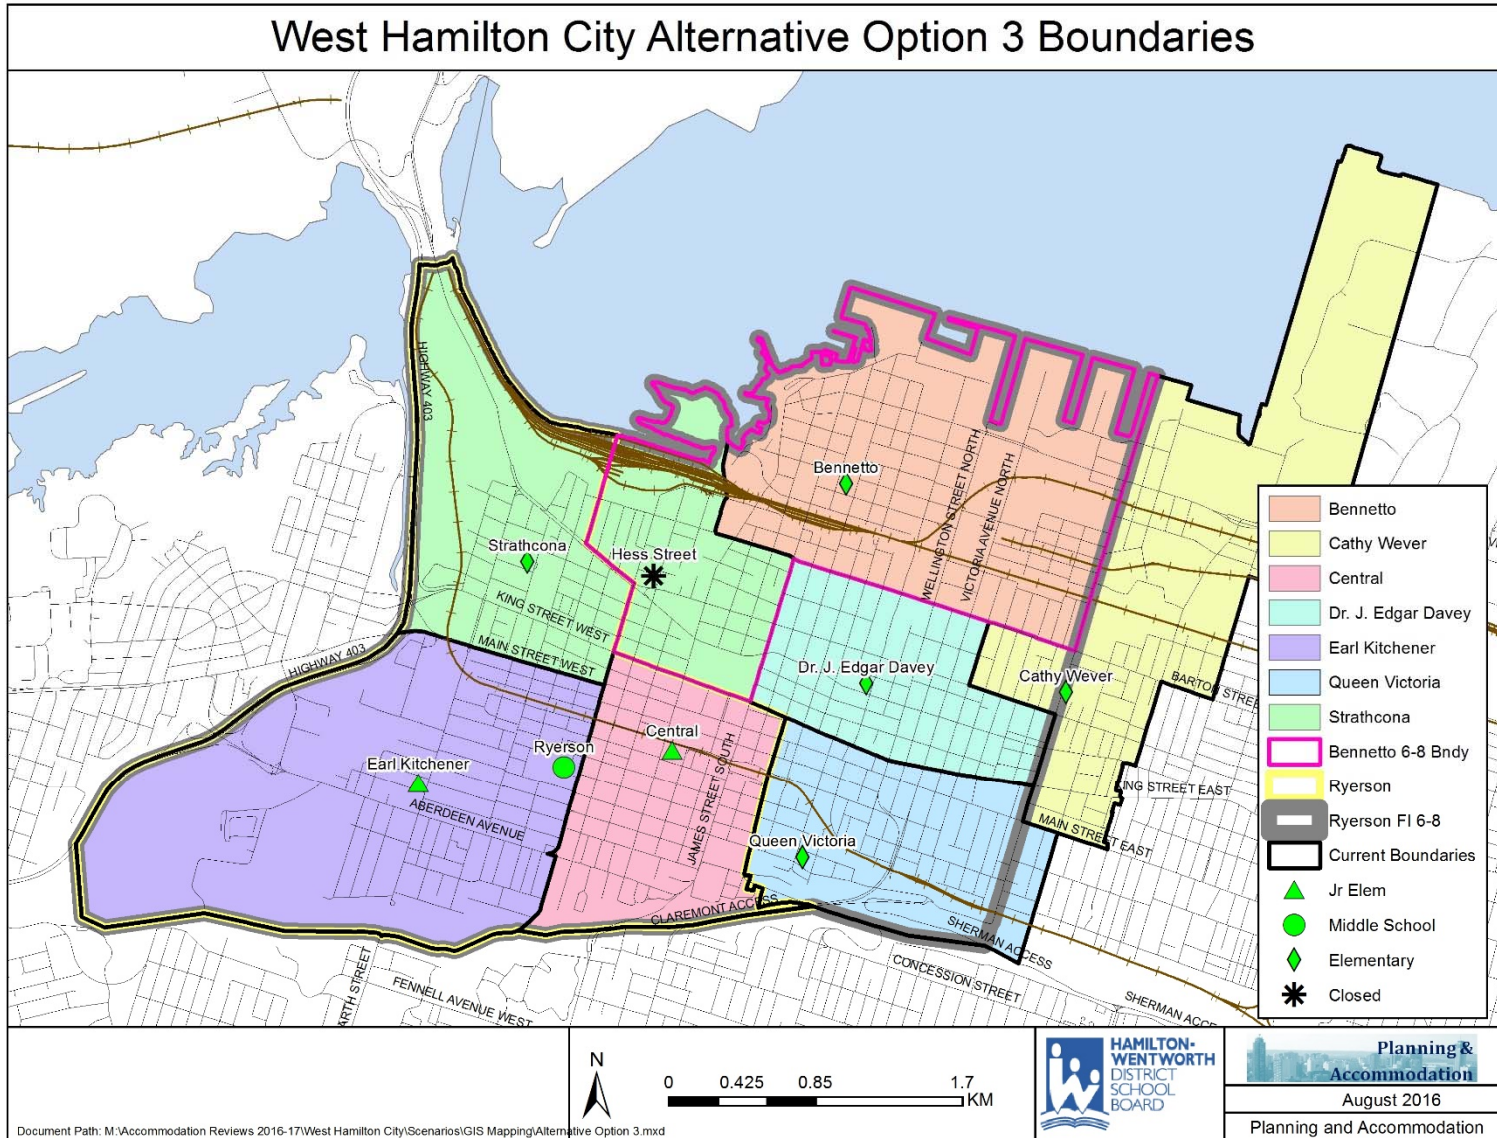 West Hamilton City Alternative Option 3 Boundaries
HIGHWAY 403
Bennetto
WELLINGTON STREET NORTH
VICTORIA AVENUE NORTH
Strathcona
Hess Street
KING STREET WEST
MAIN STREET WEST
HIGHWAY 403
Dr. J. Edgar Davey
Cathy Wever
BARTON STREE
Central
Ryerson
Earl Kitchener
JAMES STREET SOUTH
ABERDEEN AVENUE
ING STREET EAST
MAIN STREET EAST
Queen Victoria
CLAREMONT ACCESS
SHERMAN ACCESS
CONCESSION STREET
SHERMAN ACCE
FENNELL AVENUE WEST
ARTH STREET
Bennetto
Cathy Wever
Central
Dr. J. Edgar Davey
Earl Kitchener
Queen Victoria
Strathcona
Bennetto 6-8 Bndy
Ryerson
Ryerson FI 6-8
Current Boundaries
Jr Elem
Middle School
Elementary
Closed
N
0 0.425 0.85 1.7
KM
HAMILTON-
WENTWORTH
DISTRICT
SCHOOL
BOARD
Planning &
Accommodation
August 2016
Planning and Accommodation
Document Path: M:\Accommodation Reviews 2016-17\West Hamilton City\Scenarios\GIS Mapping\Alternative Option 3.mxd